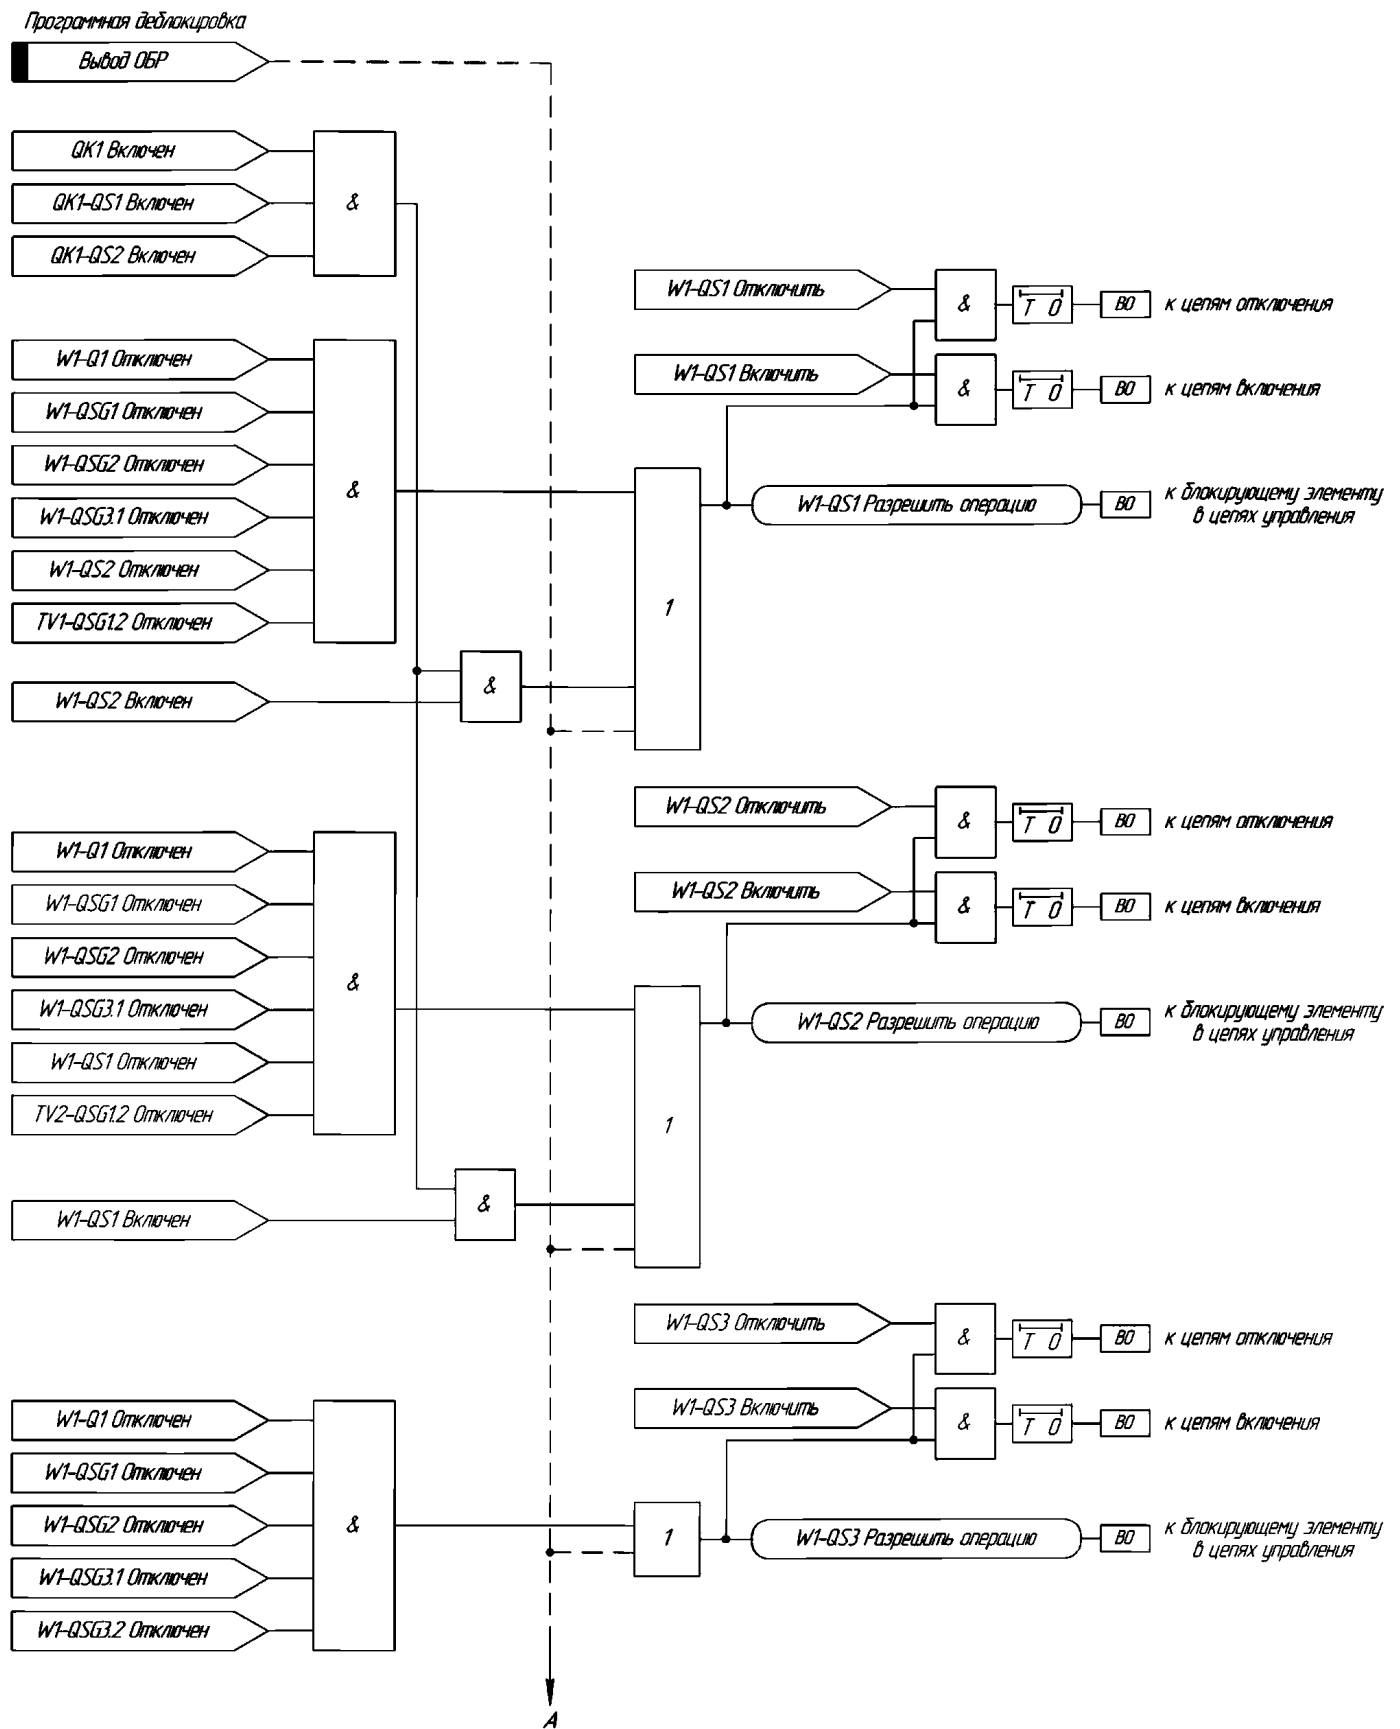 Программная деблокировка
Вывод ОБР
QK1 Включен
QK1-QS1 Включен
QK1-QS2 Включен
&
W1-QS1 Отключить
&
T 0
ВО
к цепям отключения
W1-QS1 Включить
&
T 0
ВО
к цепям включения
W1-Q1 Отключен
W1-QSG1 Отключен
W1-QSG2 Отключен
W1-QSG3.1 Отключен
W1-QS2 Отключен
TV1-QSG1.2 Отключен
&
W1-QS2 Включен
&
1
W1-QS1 Разрешить операцию
ВО
к блокирующему элементу
в цепях управления
W1-QS2 Отключить
&
T 0
ВО
к цепям отключения
W1-QS2 Включить
&
T 0
ВО
к цепям включения
W1-Q1 Отключен
W1-QSG1 Отключен
W1-QSG2 Отключен
W1-QSG3.1 Отключен
W1-QS1 Отключен
TV2-QSG1.2 Отключен
&
W1-QS1 Включен
&
1
W1-QS2 Разрешить операцию
ВО
к блокирующему элементу
в цепях управления
W1-QS3 Отключить
&
T 0
ВО
к цепям отключения
W1-QS3 Включить
&
T 0
ВО
к цепям включения
W1-Q1 Отключен
W1-QSG1 Отключен
W1-QSG2 Отключен
W1-QSG3.1 Отключен
W1-QSG3.2 Отключен
&
1
W1-QS3 Разрешить операцию
ВО
к блокирующему элементу
в цепях управления
А